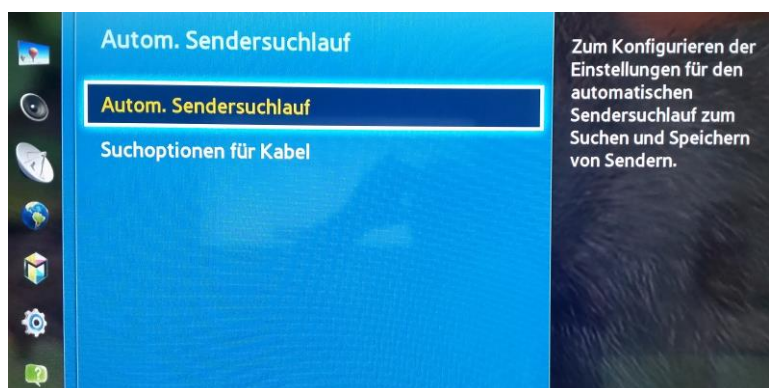 Autom. Sendersuchlauf
Autom. Sendersuchlauf
Suchoptionen für Kabel
Zum Konfigurieren der
Einstellungen für den
automatischen
Sendersuchlauf zum
Suchen und Speichern
von Sendern.
?